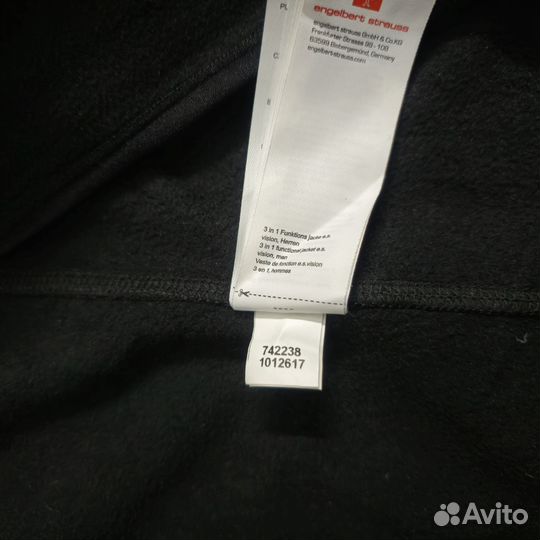 engelbert strauss
engelbert strauss GmbH & Co.KG
Frankfurter Strasse 98 - 108
63599 Biebergemünd, Germany
engelbert-strauss.com
PL
3 in 1 Funktions jacke e.s.
vision, Herren
3 in 1 functional jacket e.s.
vision, men
Veste de fonction e.s.vision
3 en 1, hommes
742238
1012617
Avito